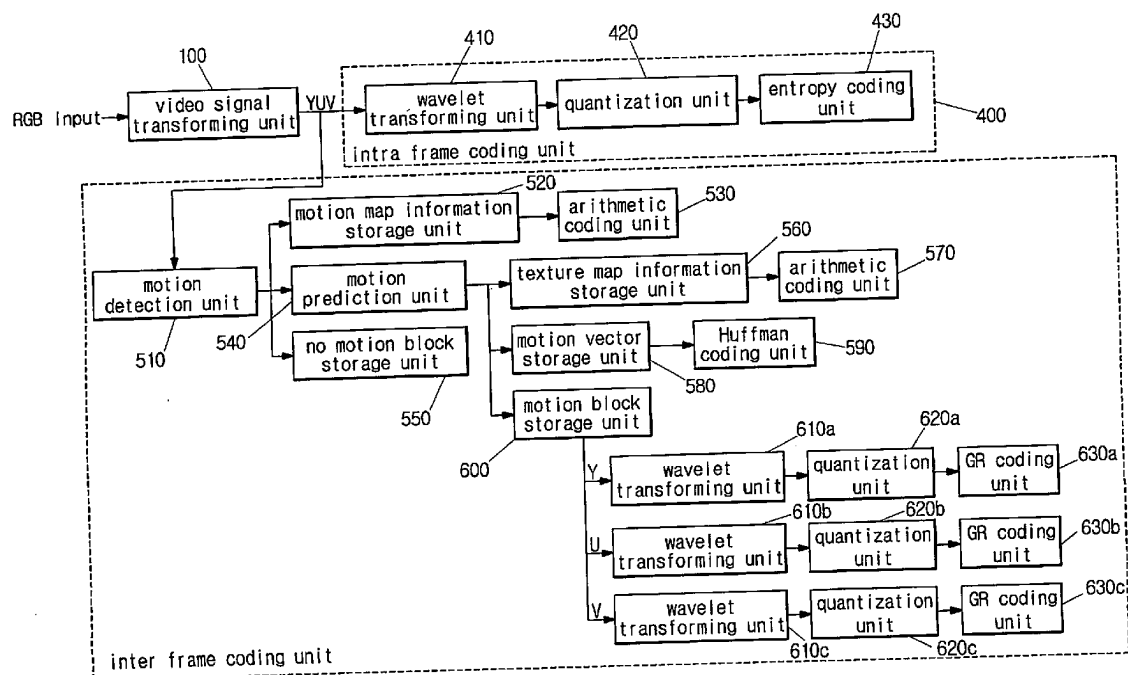 100
410
420
430
RGB input
video signal
transforming unit
YUV
wavelet
transforming unit
quantization unit
entropy coding
unit
400
intra frame coding unit
520
motion map information
storage unit
arithmetic
coding unit
530
560
570
motion
detection unit
510
motion
prediction unit
540
texture map information
storage unit
arithmetic
coding unit
no motion block
storage unit
550
motion vector
storage unit
580
Huffman
coding unit
590
motion block
storage unit
600
610a
620a
Y
wavelet
transforming unit
quantization
unit
GR coding
unit
630a
610b
620b
U
wavelet
transforming unit
quantization
unit
GR coding
unit
630b
V
wavelet
transforming unit
quantization
unit
GR coding
unit
630c
610c
620c
inter frame coding unit